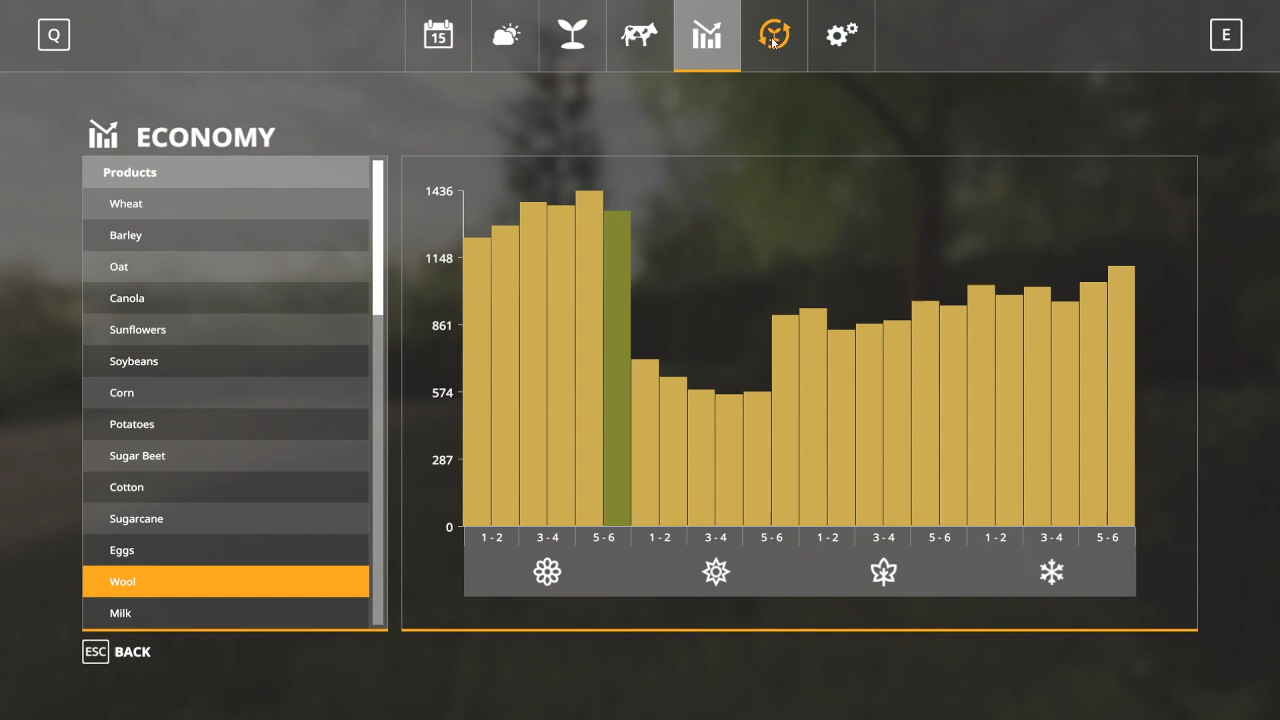 Q
15
E
ECONOMY
Products
Wheat
Barley
Oat
Canola
Sunflowers
Soybeans
Corn
Potatoes
Sugar Beet
Cotton
Sugarcane
Eggs
Wool
Milk
1436
1148
861
574
287
0
1 - 2 3 - 4 5 - 6 1 - 2 3 - 4 5 - 6 1 - 2 3 - 4 5 - 6 1 - 2 3 - 4 5 - 6
ESC BACK